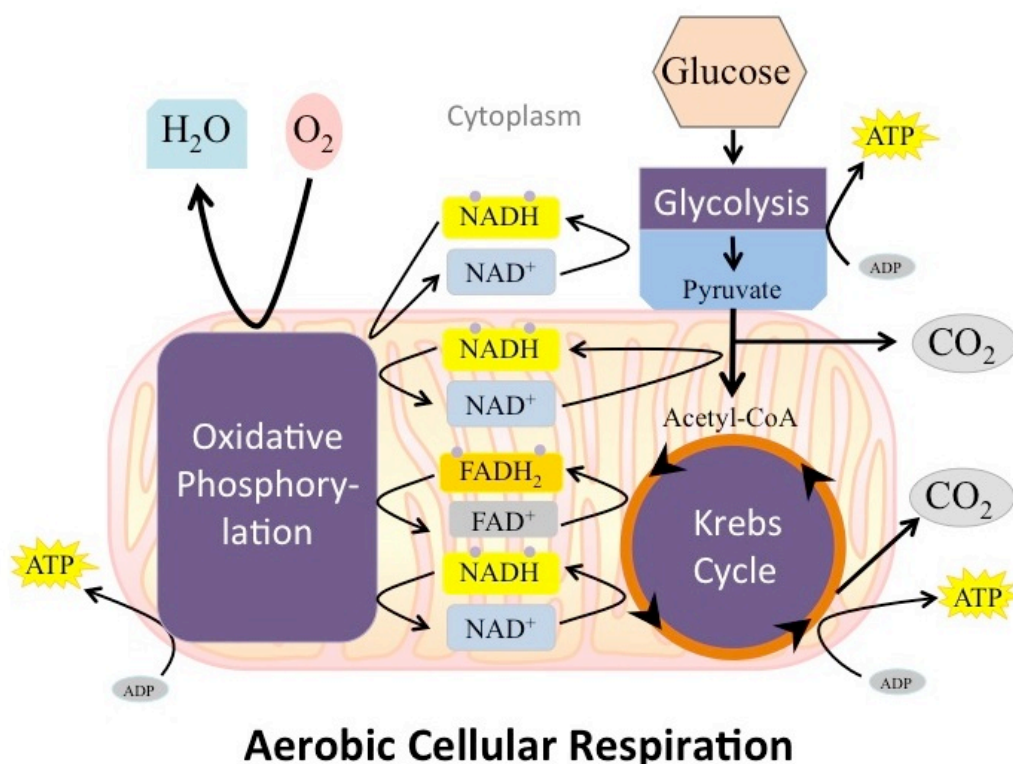 Glucose
Cytoplasm
H₂O
O₂
ATP
Glycolysis
NADH
NAD⁺
ADP
Pyruvate
NADH
CO₂
NAD⁺
Acetyl-CoA
Oxidative
Phosphory-
lation
FADH₂
FAD⁺
Krebs
Cycle
CO₂
ATP
NADH
ATP
NAD⁺
ADP
ADP
Aerobic Cellular Respiration